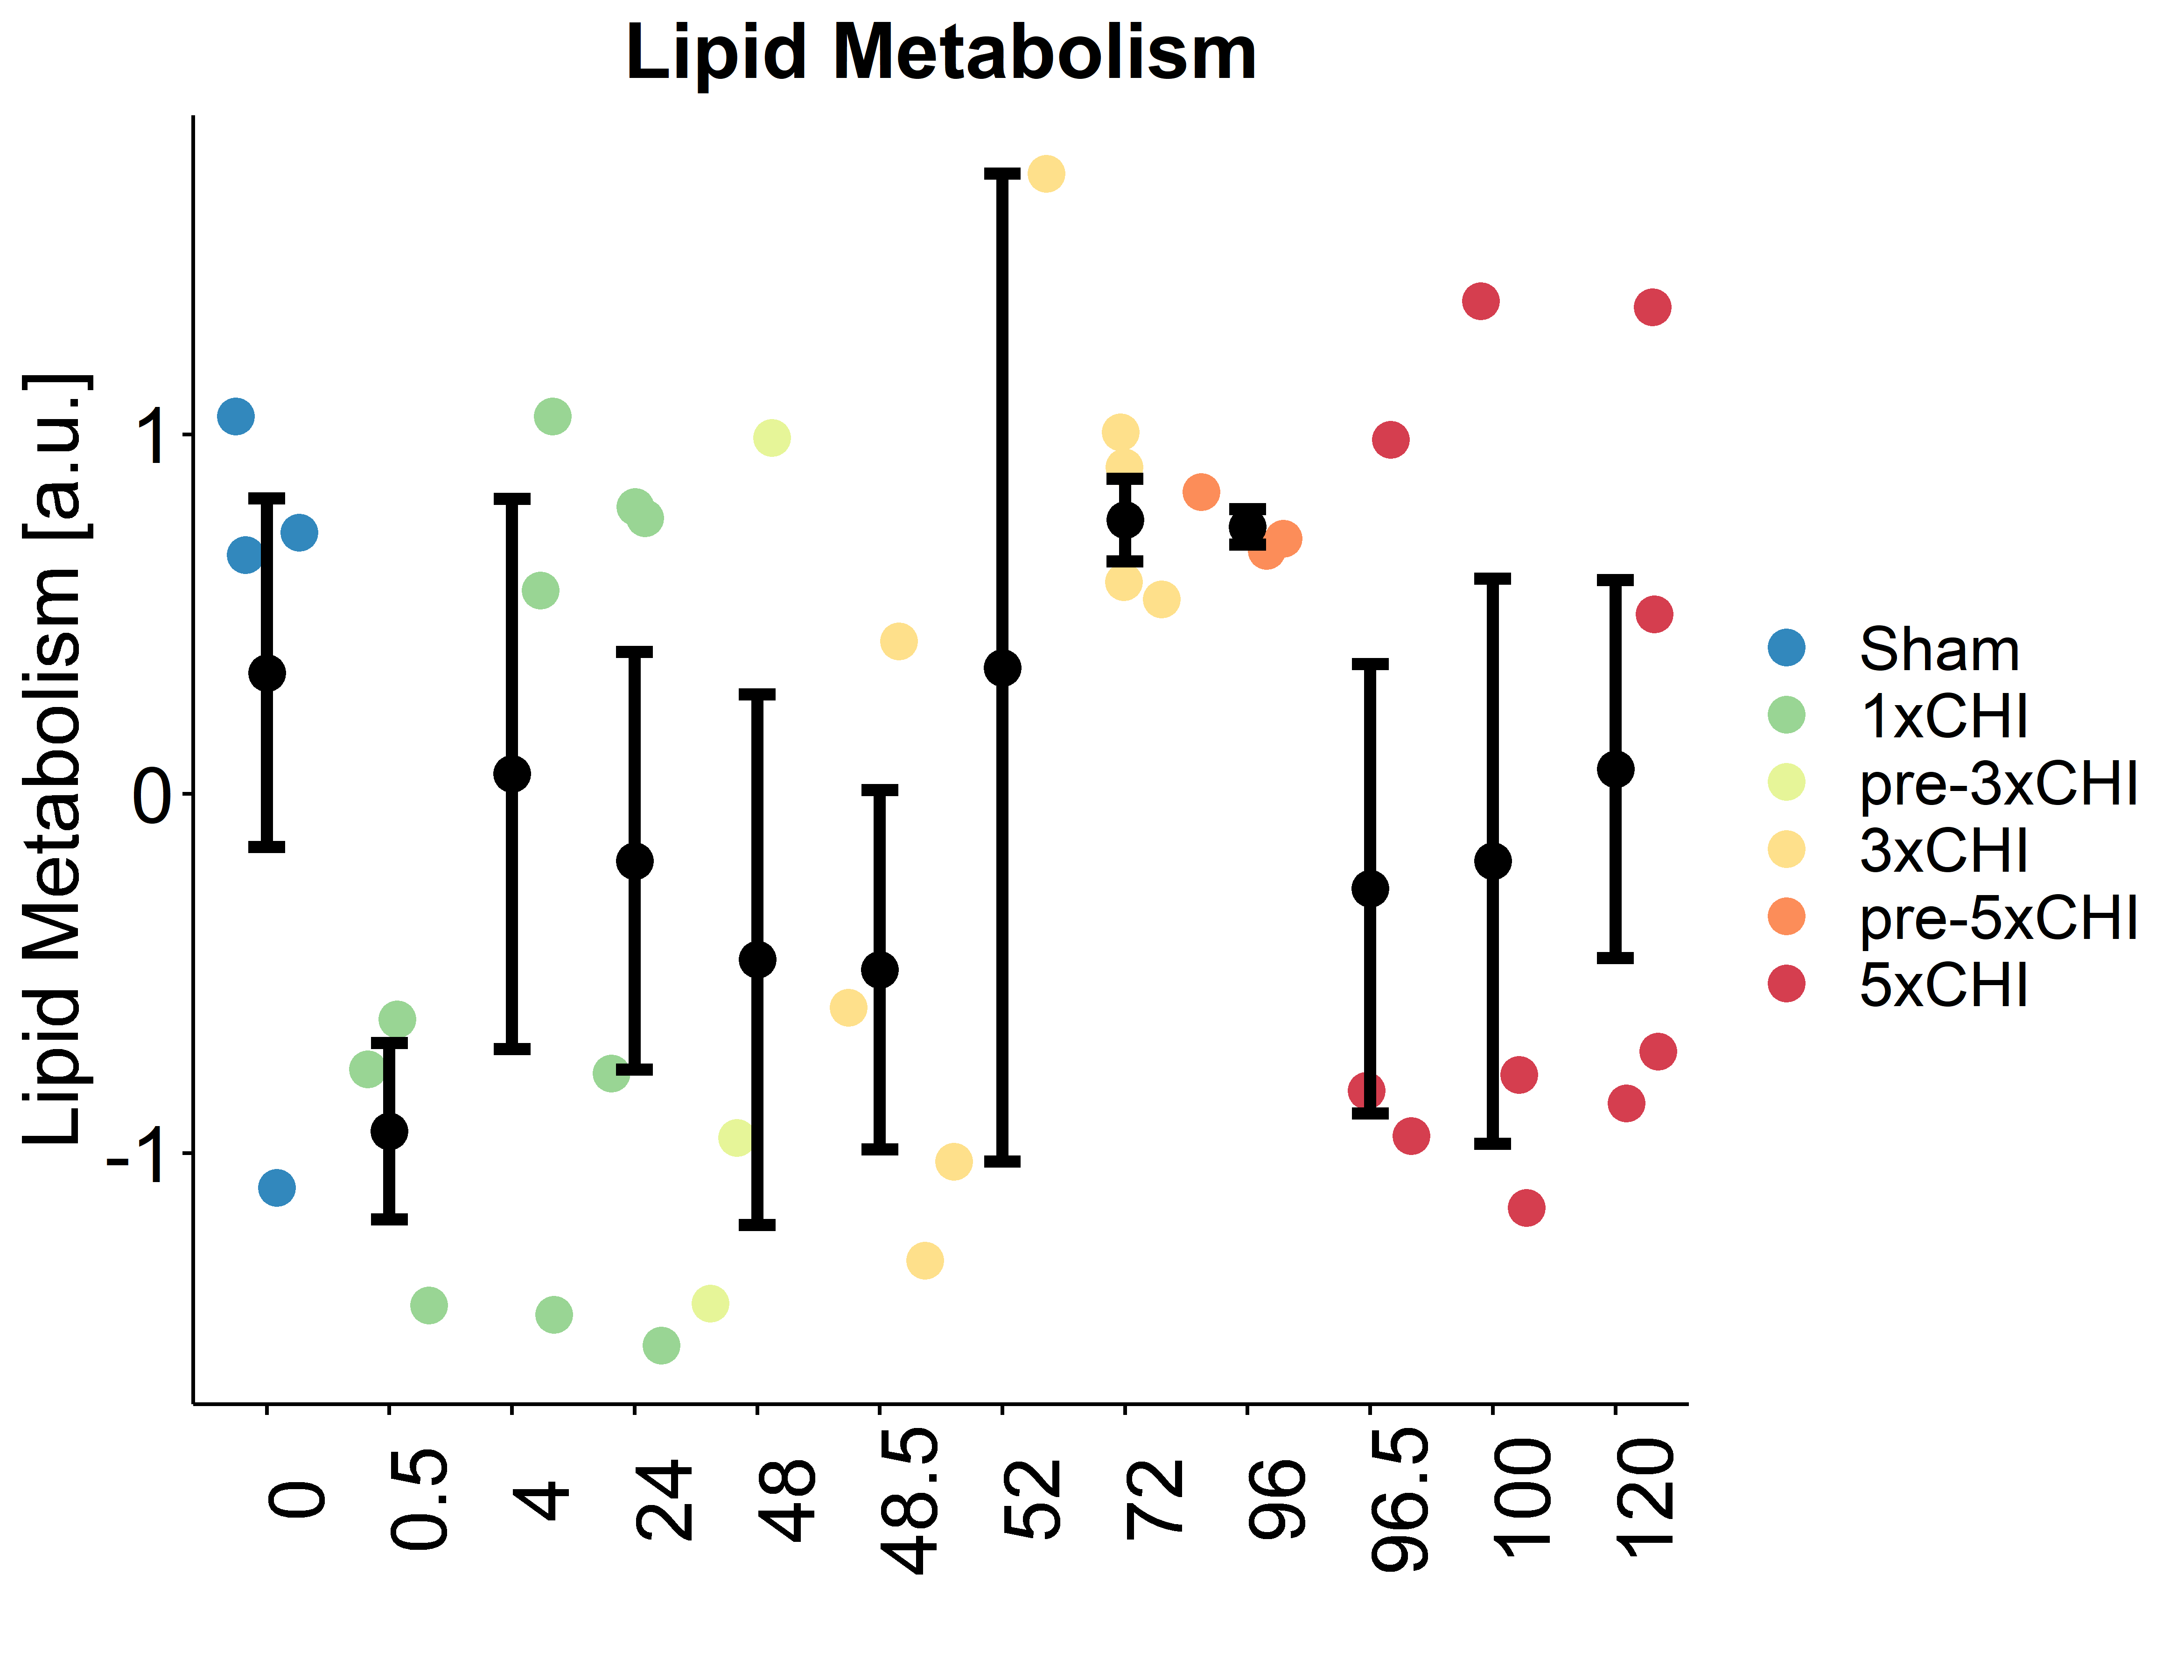 Lipid Metabolism
Lipid Metabolism [a.u.]
1
0
-1
0
0.5
4
24
48
48.5
52
72
96
96.5
100
120
Sham
1xCHI
pre-3xCHI
3xCHI
pre-5xCHI
5xCHI